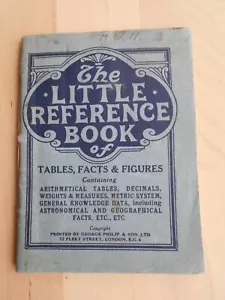 The
LITTLE
REFERENCE
BOOK
of
TABLES, FACTS & FIGURES
Containing
ARITHMETICAL TABLES, DECIMALS,
WEIGHTS & MEASURES, METRIC SYSTEM,
GENERAL KNOWLEDGE DATA, including
ASTRONOMICAL AND GEOGRAPHICAL
FACTS, ETC., ETC.
Copyright
PRINTED BY GEORGE PHILIP & SON, LTD
32 FLEET STREET, LONDON, E.C. 4